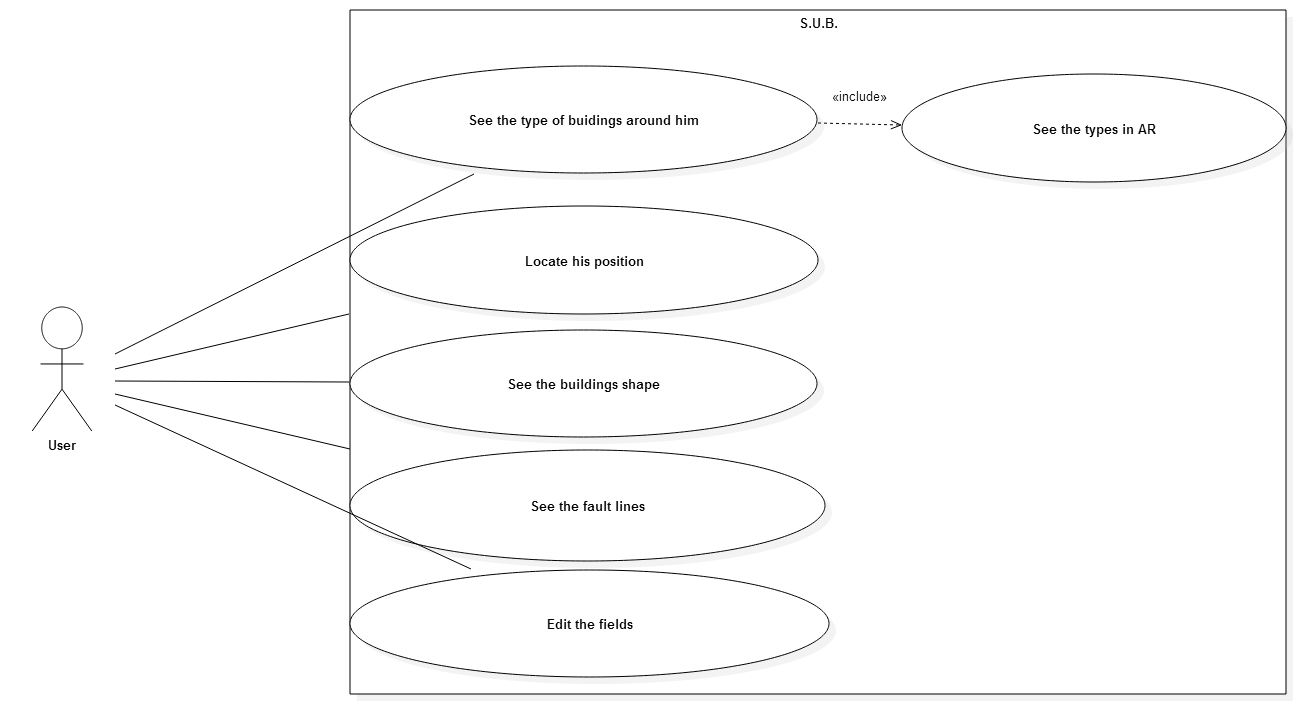 S.U.B.
See the type of buidings around him
«include»
See the types in AR
Locate his position
See the buildings shape
User
See the fault lines
Edit the fields